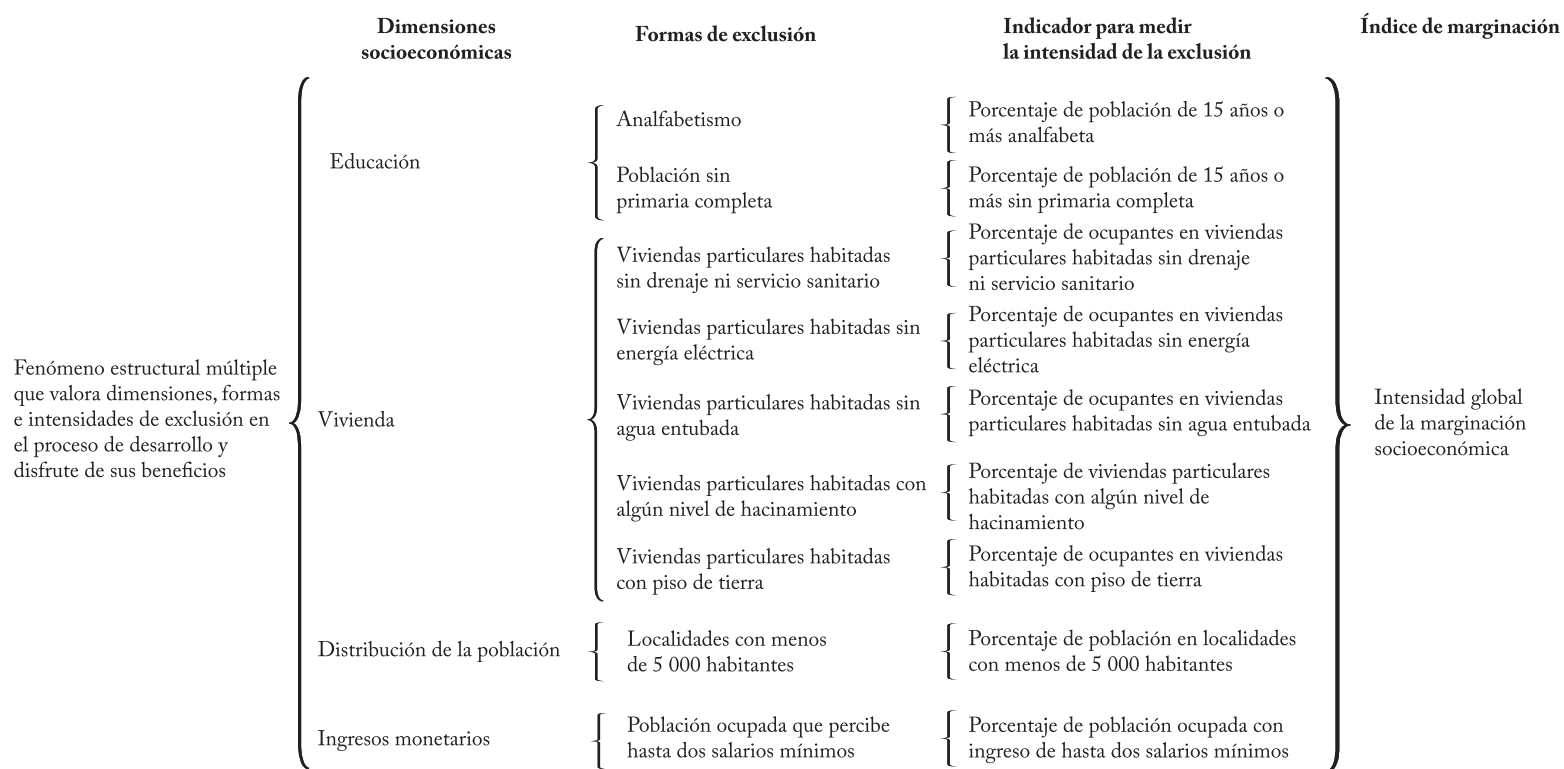 Dimensiones
socioeconómicas
Formas de exclusión
Indicador para medir
la intensidad de la exclusión
Índice de marginación
Fenómeno estructural múltiple
que valora dimensiones, formas
e intensidades de exclusión en
el proceso de desarrollo y
disfrute de sus beneficios
Educación
Analfabetismo
Porcentaje de población de 15 años o
más analfabeta
Población sin
primaria completa
Porcentaje de población de 15 años o
más sin primaria completa
Vivienda
Viviendas particulares habitadas
sin drenaje ni servicio sanitario
Porcentaje de ocupantes en viviendas
particulares habitadas sin drenaje
ni servicio sanitario
Viviendas particulares habitadas sin
energía eléctrica
Porcentaje de ocupantes en viviendas
particulares habitadas sin energía
eléctrica
Viviendas particulares habitadas sin
agua entubada
Porcentaje de ocupantes en viviendas
particulares habitadas sin agua entubada
Viviendas particulares habitadas con
algún nivel de hacinamiento
Porcentaje de viviendas particulares
habitadas con algún nivel de
hacinamiento
Viviendas particulares habitadas
con piso de tierra
Porcentaje de ocupantes en viviendas
habitadas con piso de tierra
Distribución de la población
Localidades con menos
de 5 000 habitantes
Porcentaje de población en localidades
con menos de 5 000 habitantes
Ingresos monetarios
Población ocupada que percibe
hasta dos salarios mínimos
Porcentaje de población ocupada con
ingreso de hasta dos salarios mínimos
Intensidad global
de la marginación
socioeconómica